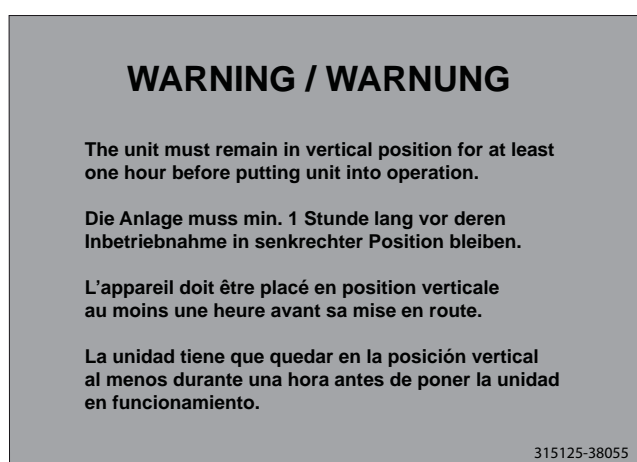 WARNING / WARNUNG
The unit must remain in vertical position for at least
one hour before putting unit into operation.
Die Anlage muss min. 1 Stunde lang vor deren
Inbetriebnahme in senkrechter Position bleiben.
L'appareil doit être placé en position verticale
au moins une heure avant sa mise en route.
La unidad tiene que quedar en la posición vertical
al menos durante una hora antes de poner la unidad
en funcionamiento.
315125-38055